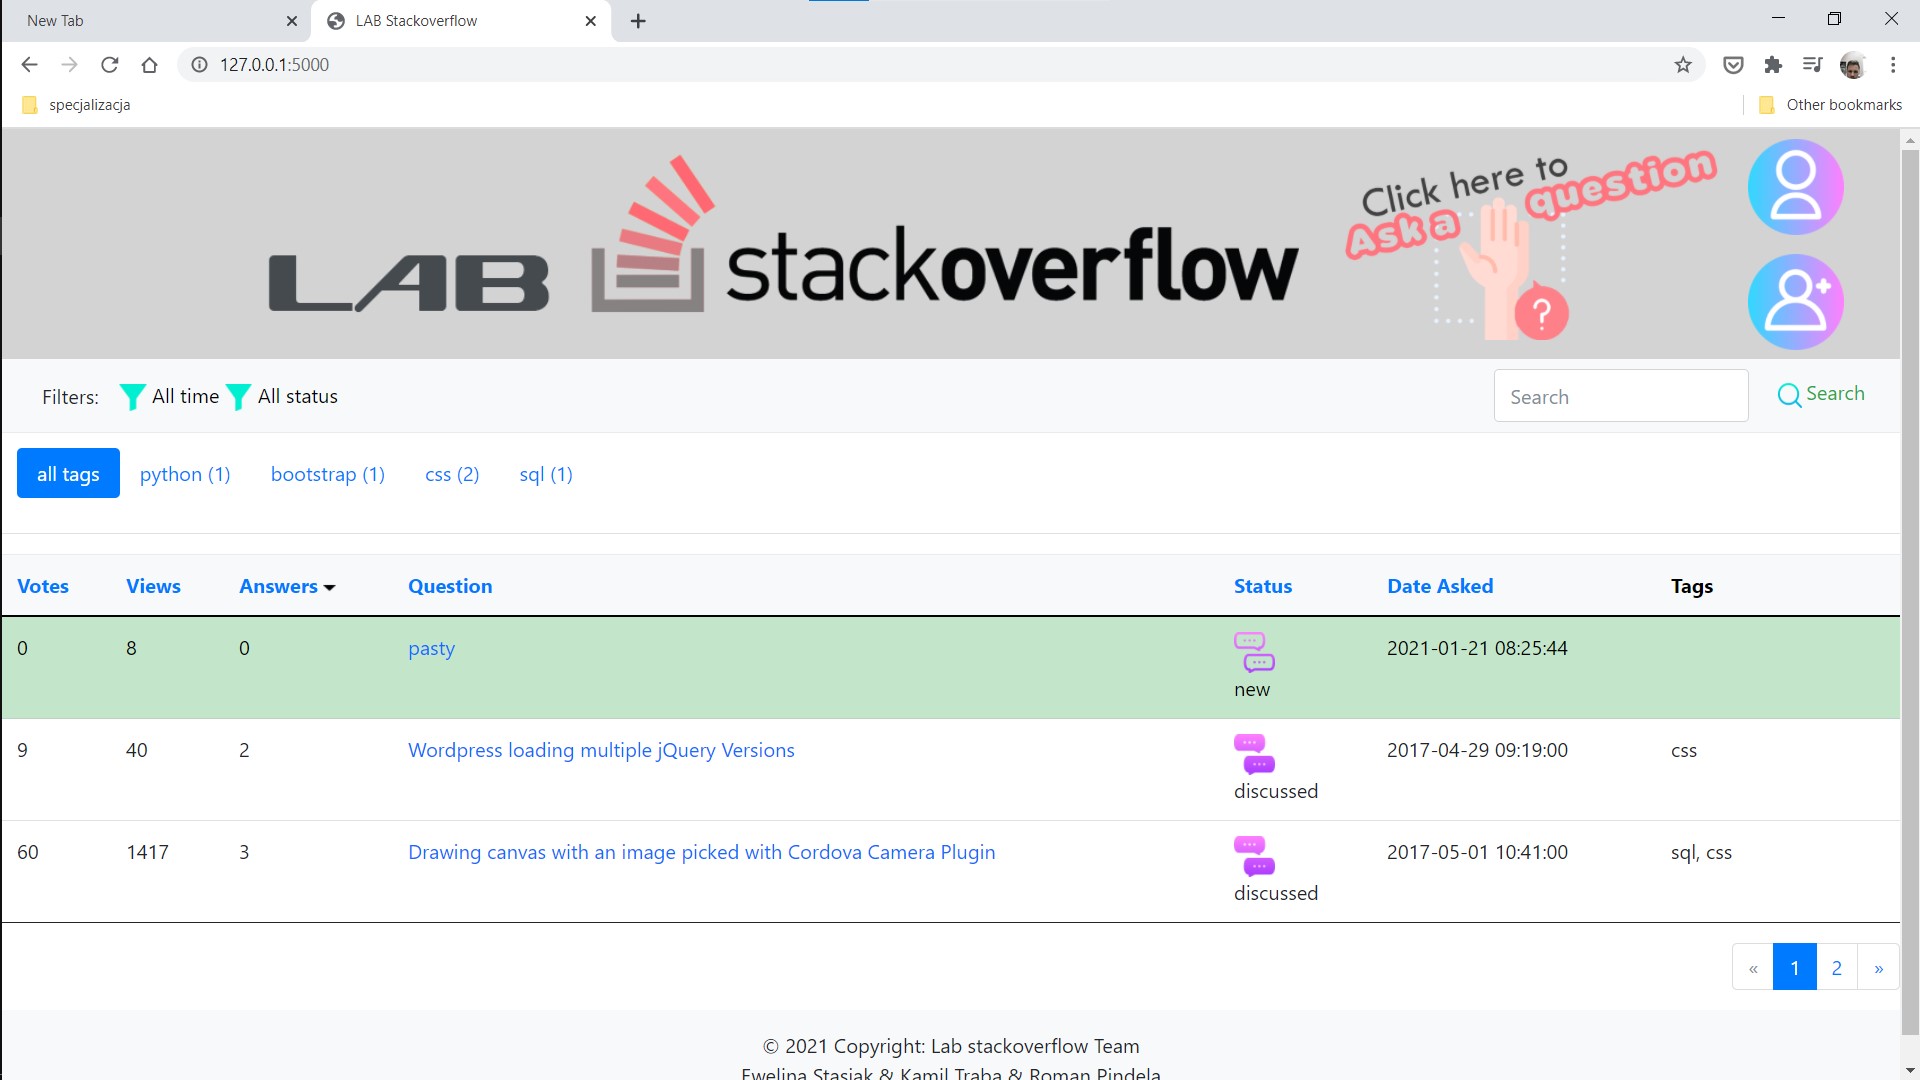 New Tab
LAB Stackoverflow
127.0.0.1:5000
specjalizacja
Other bookmarks
LAB stackoverflow
Click here to
Ask a question
?
Filters: All time All status
Search
Search
all tags python (1) bootstrap (1) css (2) sql (1)
Votes Views Answers Question Status Date Asked Tags
0 8 0 pasty new 2021-01-21 08:25:44
9 40 2 Wordpress loading multiple jQuery Versions discussed 2017-04-29 09:19:00 css
60 1417 3 Drawing canvas with an image picked with Cordova Camera Plugin discussed 2017-05-01 10:41:00 sql, css
« 1 2 »
© 2021 Copyright: Lab stackoverflow Team
Ewelina Stasiak & Kamil Traba & Roman Pindela